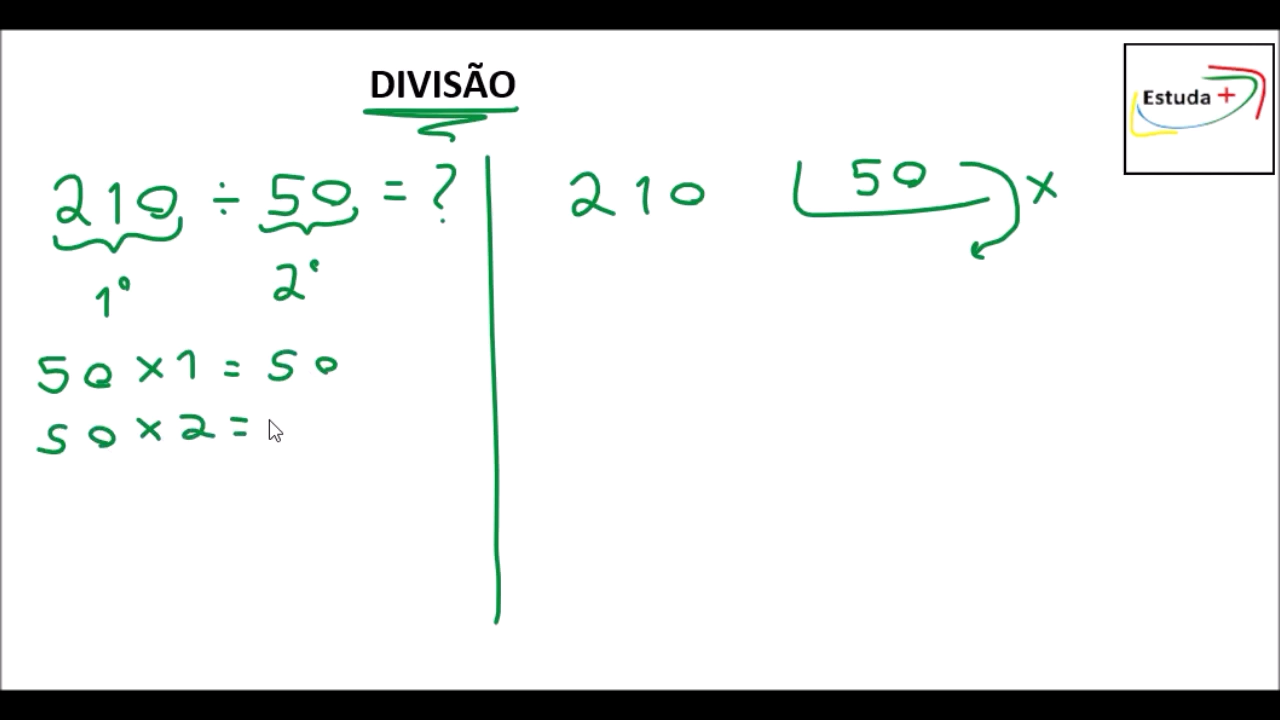 DIVISÃO
Estuda +
210 ÷ 50 = ?
1° 2°
50 × 1 = 50
50 × 2 =
210 50 ×